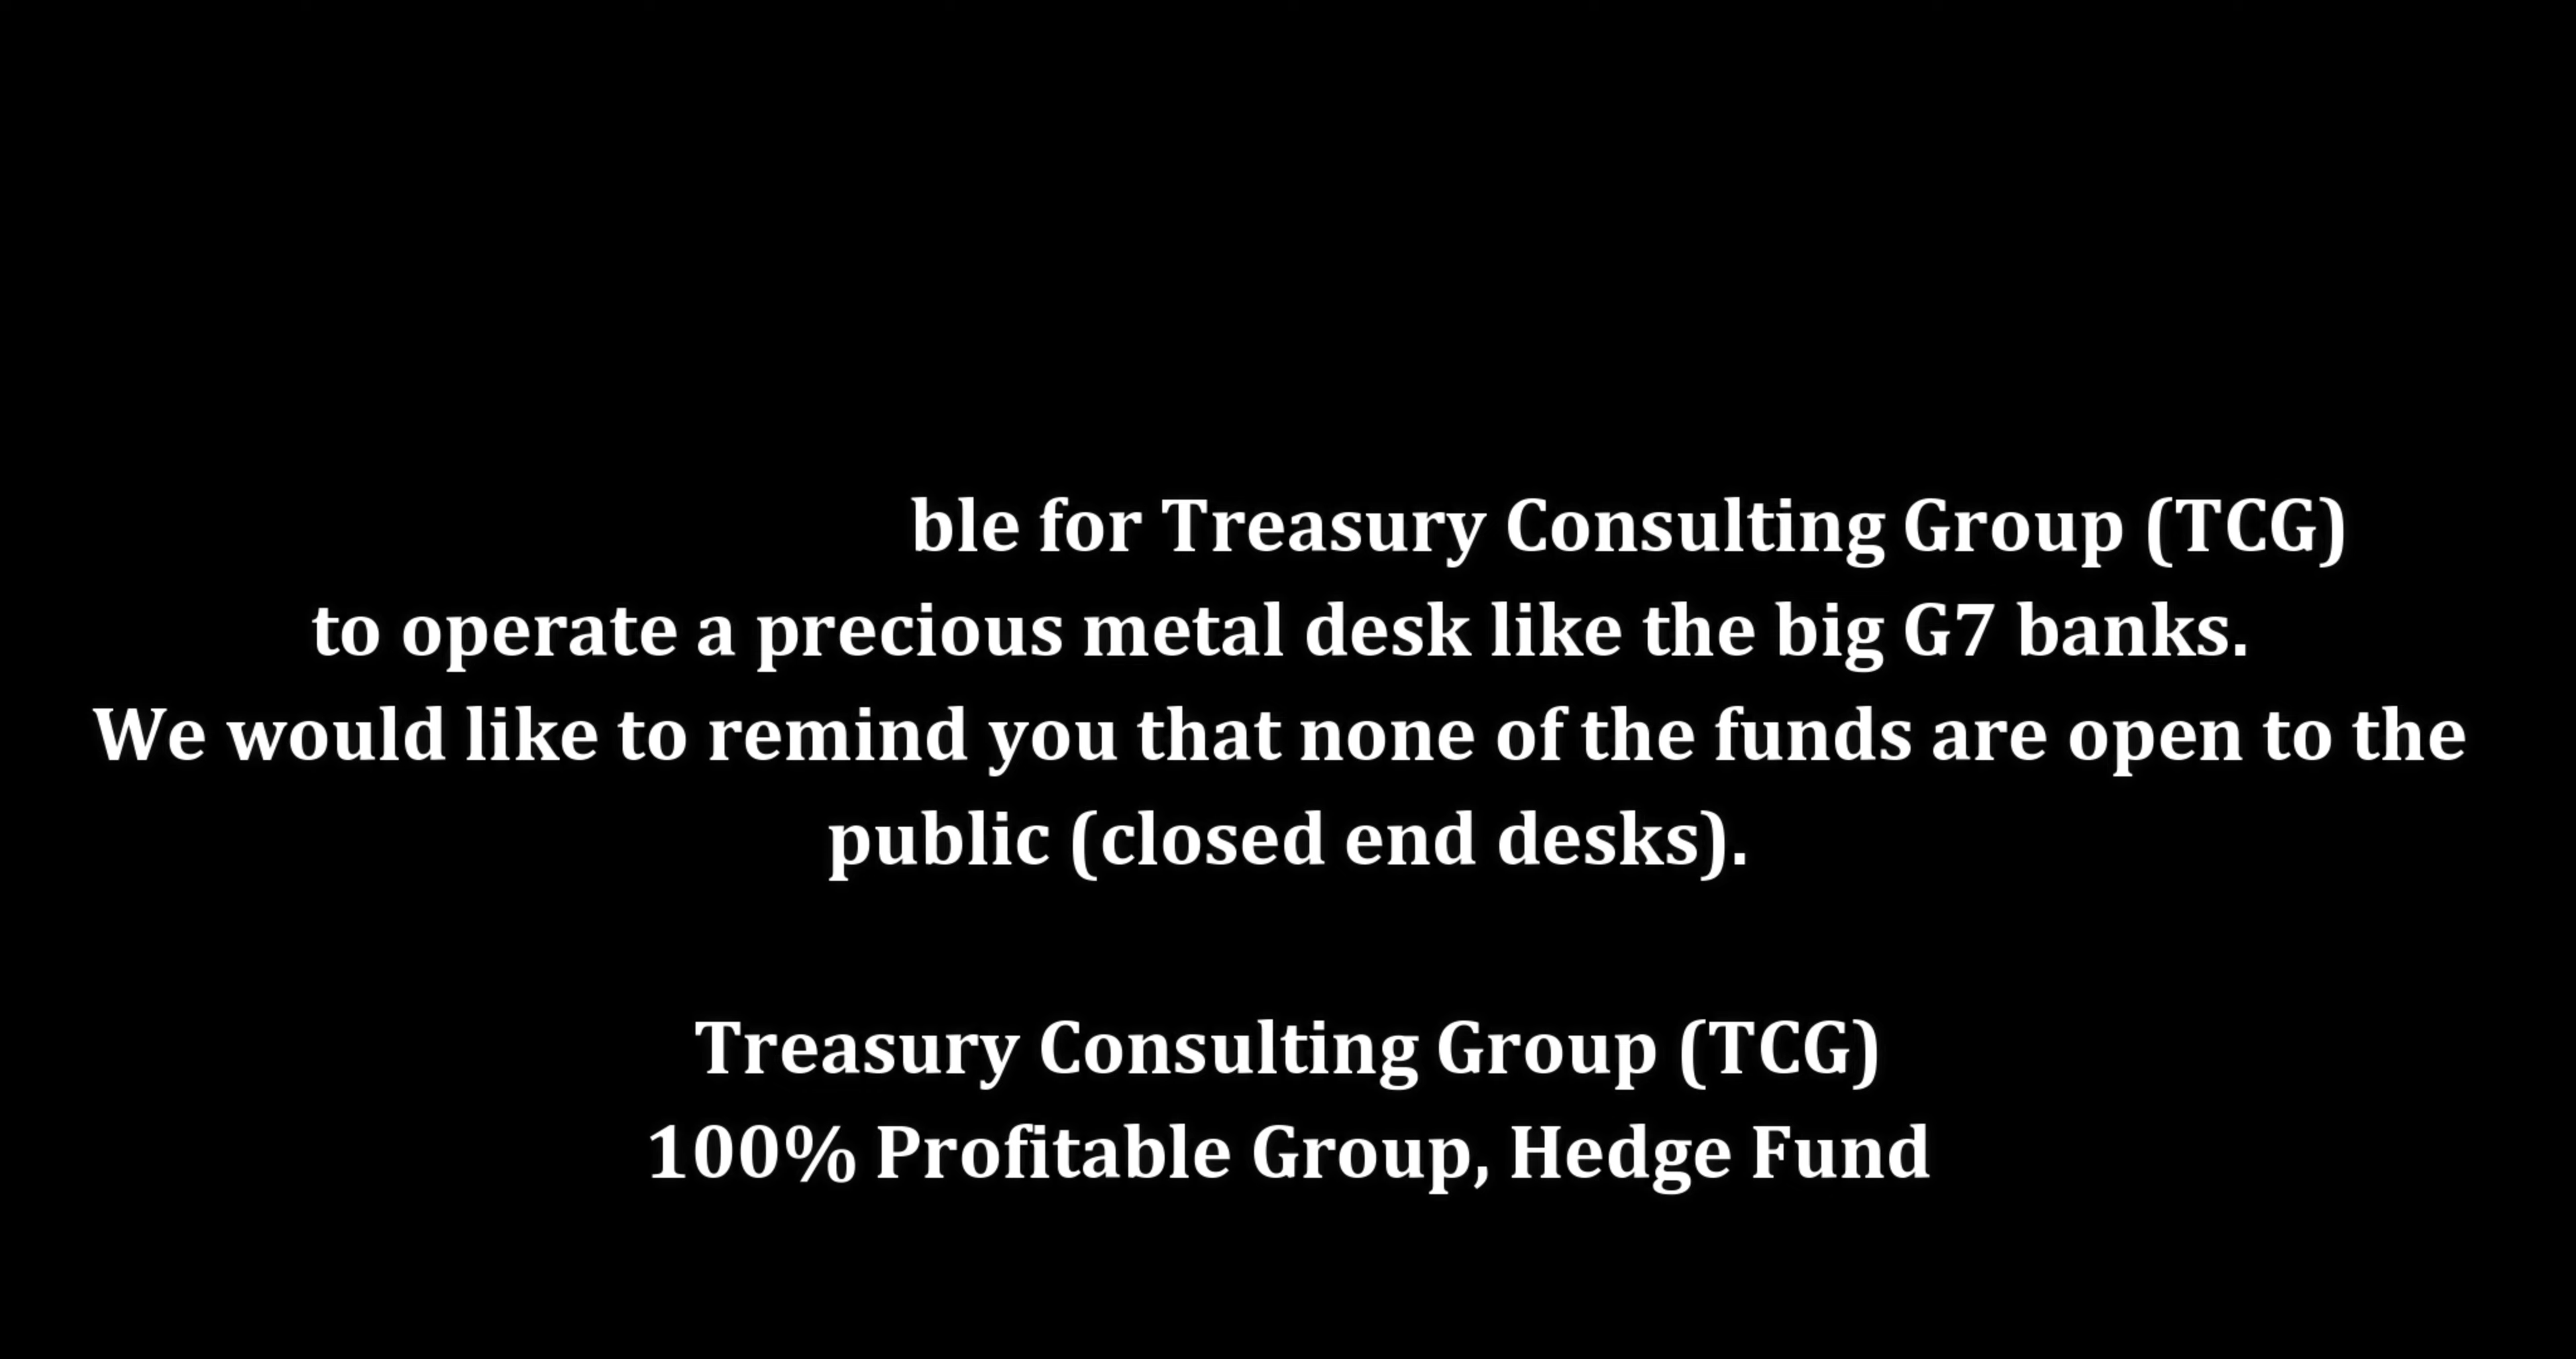 ble for Treasury Consulting Group (TCG)
to operate a precious metal desk like the big G7 banks.
We would like to remind you that none of the funds are open to the
public (closed end desks).
Treasury Consulting Group (TCG)
100% Profitable Group, Hedge Fund